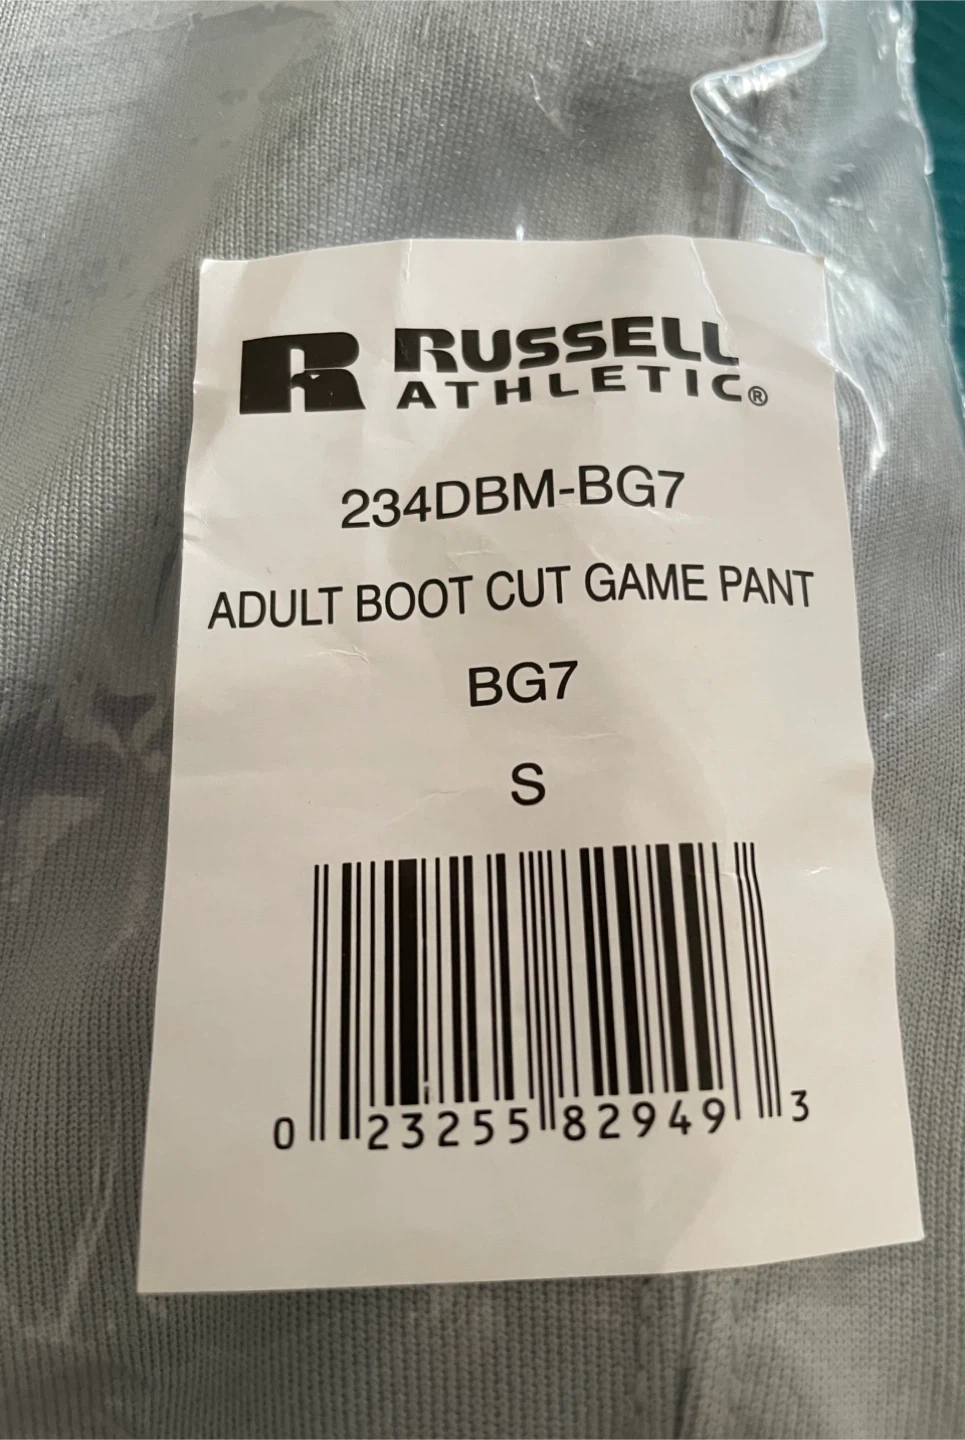 RUSSELL
ATHLETIC®
234DBM-BG7
ADULT BOOT CUT GAME PANT
BG7
S
0 23255 82949 3